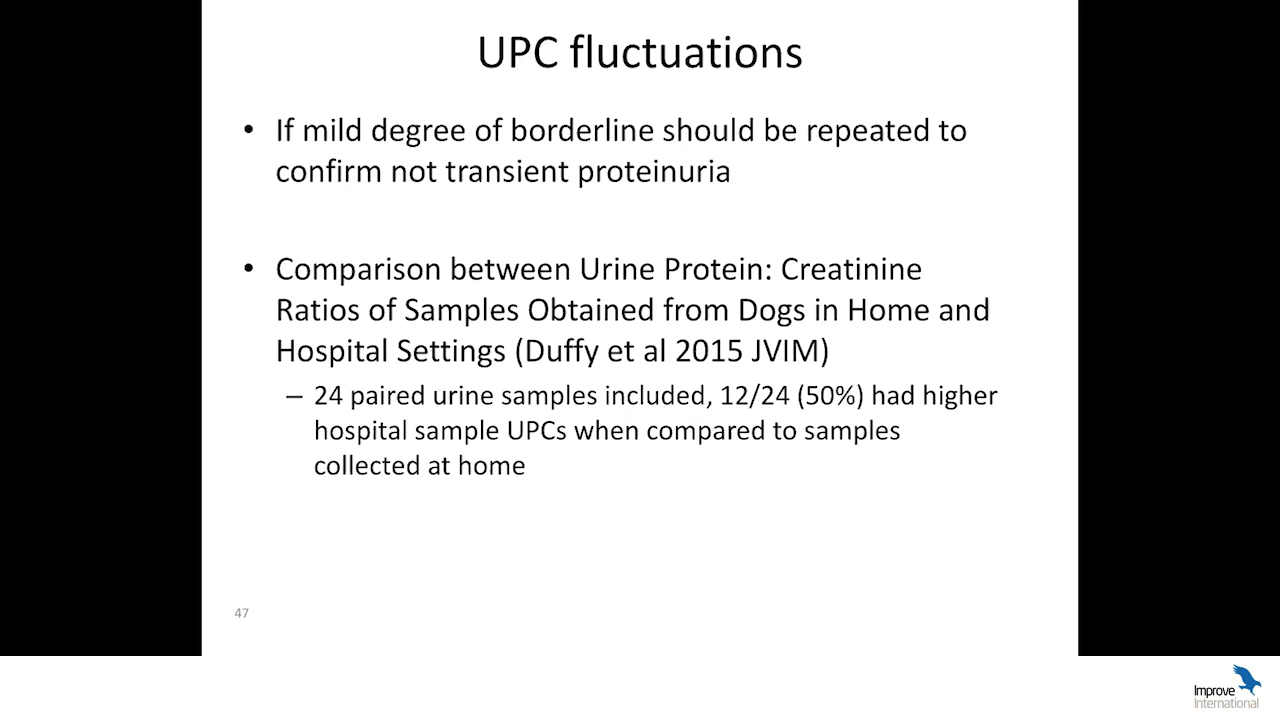 UPC fluctuations
• If mild degree of borderline should be repeated to
confirm not transient proteinuria
• Comparison between Urine Protein: Creatinine
Ratios of Samples Obtained from Dogs in Home and
Hospital Settings (Duffy et al 2015 JVIM)
– 24 paired urine samples included, 12/24 (50%) had higher
hospital sample UPCs when compared to samples
collected at home
47
Improve
International